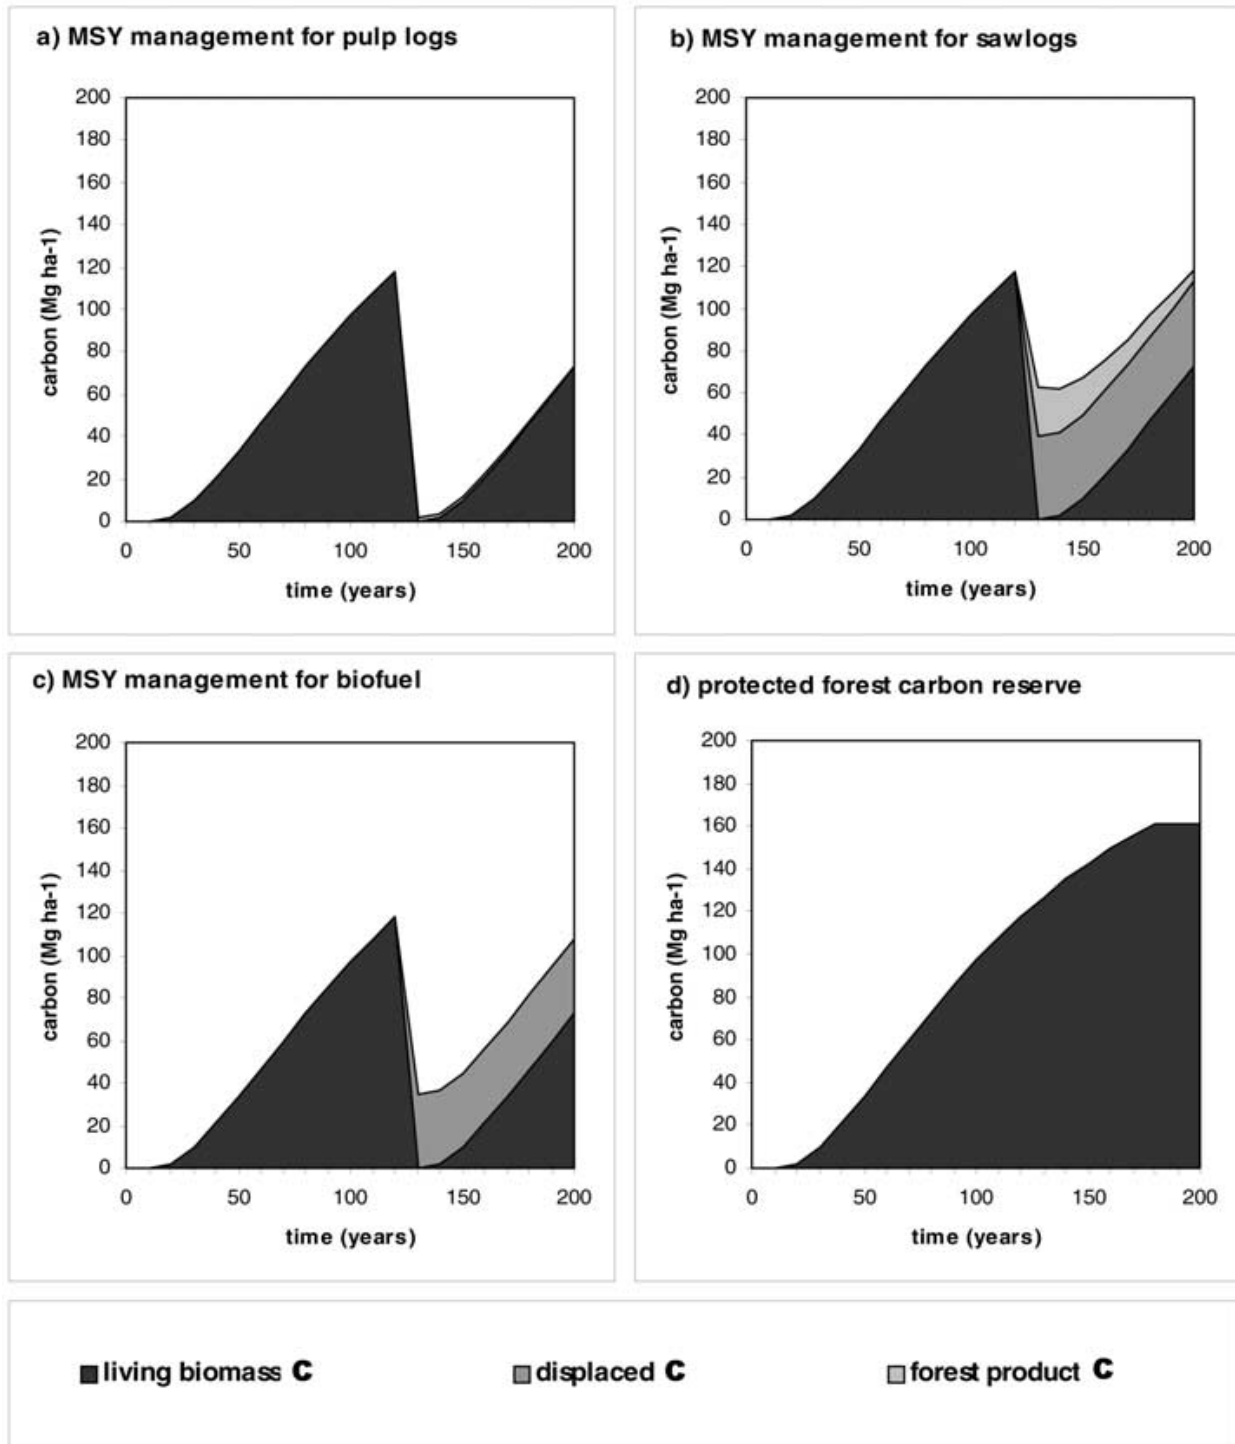 a) MSY management for pulp logs
200
180
160
140
120
100
80
60
40
20
0
carbon (Mg ha-1)
0 50 100 150 200
time (years)
b) MSY management for sawlogs
200
180
160
140
120
100
80
60
40
20
0
carbon (Mg ha-1)
0 50 100 150 200
time (years)
c) MSY management for biofuel
200
180
160
140
120
100
80
60
40
20
0
carbon (Mg ha-1)
0 50 100 150 200
time (years)
d) protected forest carbon reserve
200
180
160
140
120
100
80
60
40
20
0
carbon (Mg ha-1)
0 50 100 150 200
time (years)
living biomass C displaced C forest product C